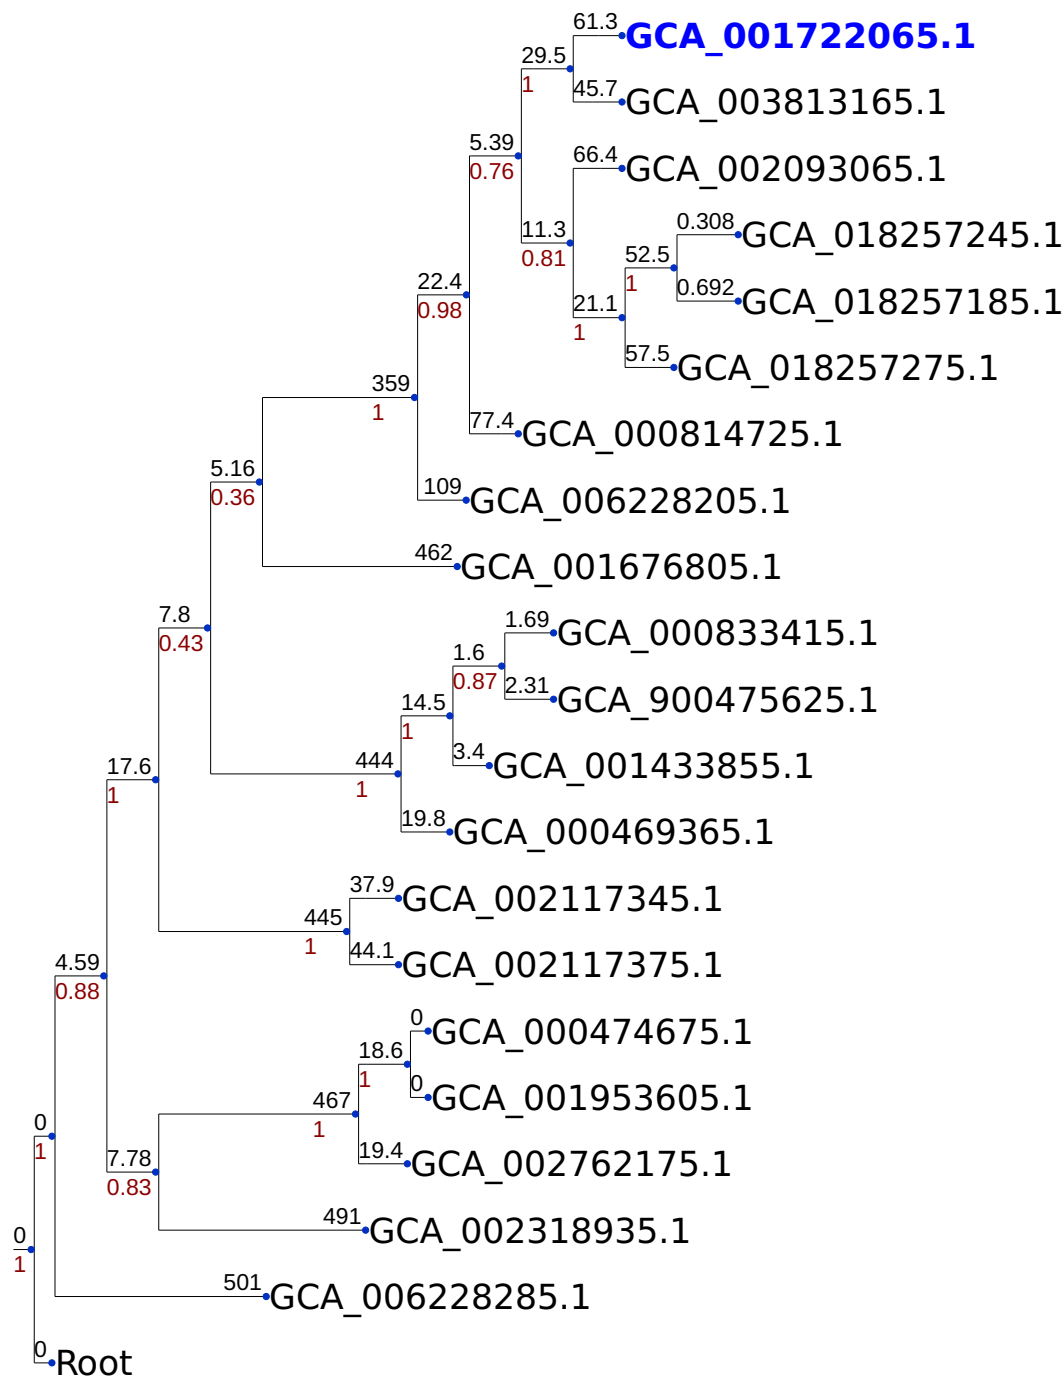 61.3
GCA_001722065.1
29.5
1
45.7
GCA_003813165.1
5.39
0.76
66.4
GCA_002093065.1
11.3
0.81
0.308
GCA_018257245.1
52.5
1
0.692
GCA_018257185.1
22.4
0.98
21.1
1
57.5
GCA_018257275.1
359
1
77.4
GCA_000814725.1
5.16
0.36
109
GCA_006228205.1
462
GCA_001676805.1
7.8
0.43
1.69
GCA_000833415.1
1.6
0.87
2.31
GCA_900475625.1
14.5
1
3.4
GCA_001433855.1
444
1
17.6
1
19.8
GCA_000469365.1
37.9
GCA_002117345.1
445
1
44.1
GCA_002117375.1
4.59
0.88
0
GCA_000474675.1
18.6
1
0
GCA_001953605.1
467
1
0
1
19.4
GCA_002762175.1
7.78
0.83
491
GCA_002318935.1
0
1
501
GCA_006228285.1
0
Root